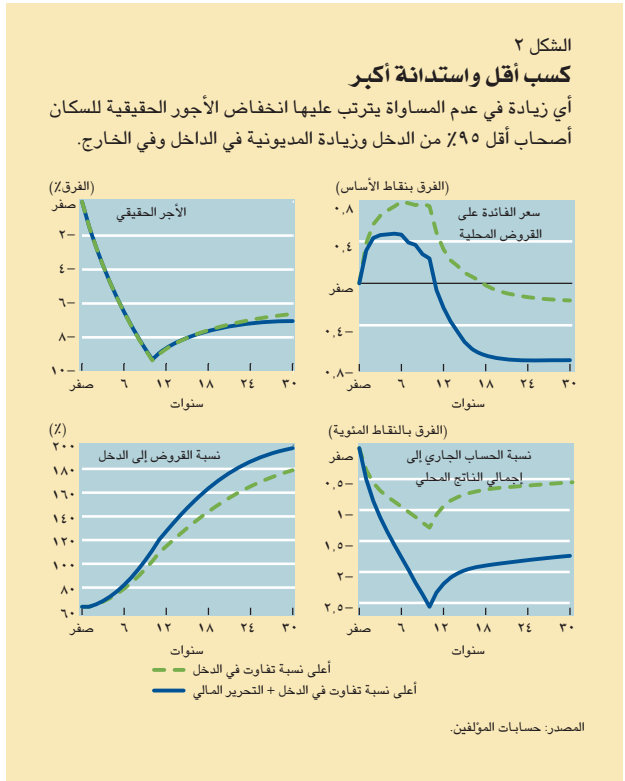 الشكل ٢
كسب أقل واستدانة أكبر
أي زيادة في عدم المساواة يترتب عليها انخفاض الأجور الحقيقية للسكان
أصحاب أقل ٩٥٪ من الدخل وزيادة المديونية في الداخل وفي الخارج.
(الفرق بنقاط الأساس)
سعر الفائدة على
القروض المحلية
٠,٨
٠,٤
صفر
٠,٤–
٠,٨–
صفر ٦ ١٢ ١٨ ٢٤ ٣٠
سنوات
(الفرق٪)
الأجر الحقيقي
صفر
٢–
٤–
٦–
٨–
١٠–
صفر ٦ ١٢ ١٨ ٢٤ ٣٠
سنوات
(الفرق بالنقاط المئوية)
نسبة الحساب الجاري إلى
إجمالي الناتج المحلي
صفر
٠,٥–
١–
١,٥–
٢–
٢,٥–
صفر ٦ ١٢ ١٨ ٢٤ ٣٠
سنوات
(٪)
نسبة القروض إلى الدخل
٢٠٠
١٨٠
١٦٠
١٤٠
١٢٠
١٠٠
٨٠
٦٠
صفر ٦ ١٢ ١٨ ٢٤ ٣٠
سنوات
أعلى نسبة تفاوت في الدخل
أعلى نسبة تفاوت في الدخل + التحرير المالي
المصدر: حسابات المؤلفين.